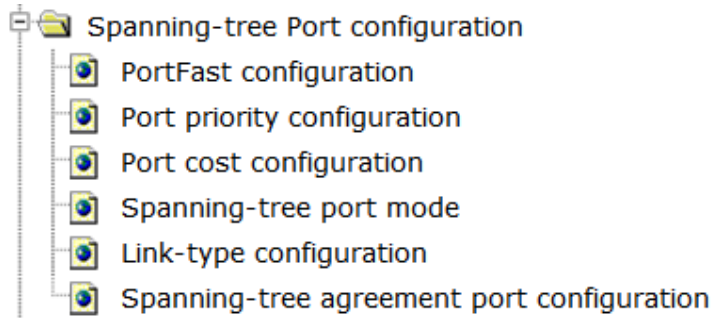 Spanning-tree Port configuration
PortFast configuration
Port priority configuration
Port cost configuration
Spanning-tree port mode
Link-type configuration
Spanning-tree agreement port configuration